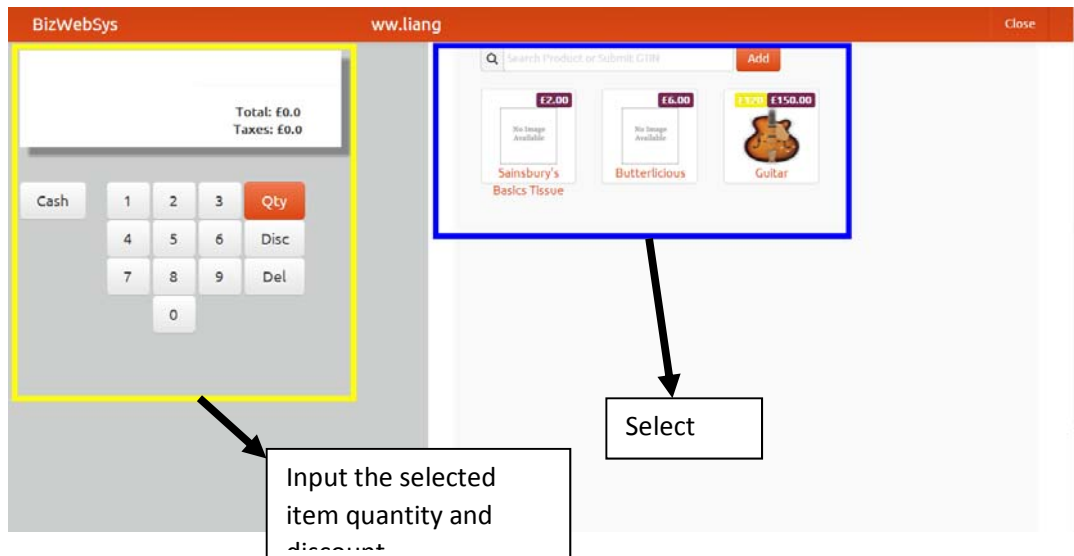 BizWebSys ww.liang Close
Search Product or Submit GTIN Add
Total: £0.0
Taxes: £0.0
£2.00 £6.00 £150.00
No Image
Available
No Image
Available
Sainsbury's
Basics Tissue
Butterlicious
Guitar
Cash 1 2 3 Qty
4 5 6 Disc
7 8 9 Del
0
Select
Input the selected
item quantity and
discount